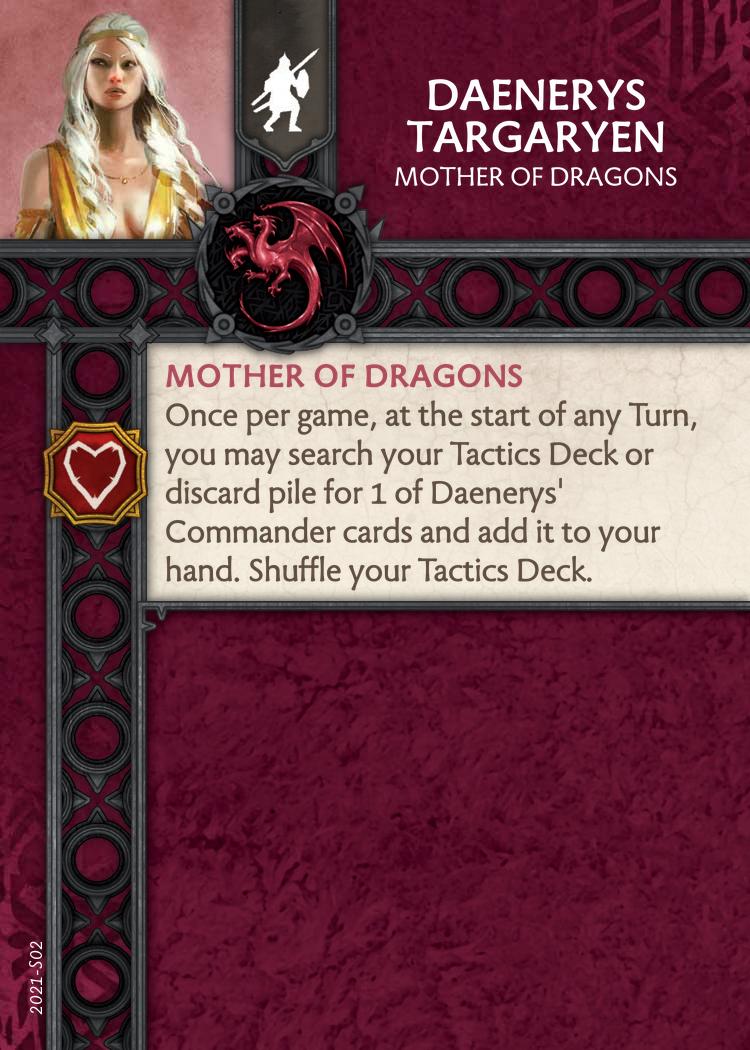 DAENERYS
TARGARYEN
MOTHER OF DRAGONS
MOTHER OF DRAGONS
Once per game, at the start of any Turn,
you may search your Tactics Deck or
discard pile for 1 of Daenerys'
Commander cards and add it to your
hand. Shuffle your Tactics Deck.
2021-S02